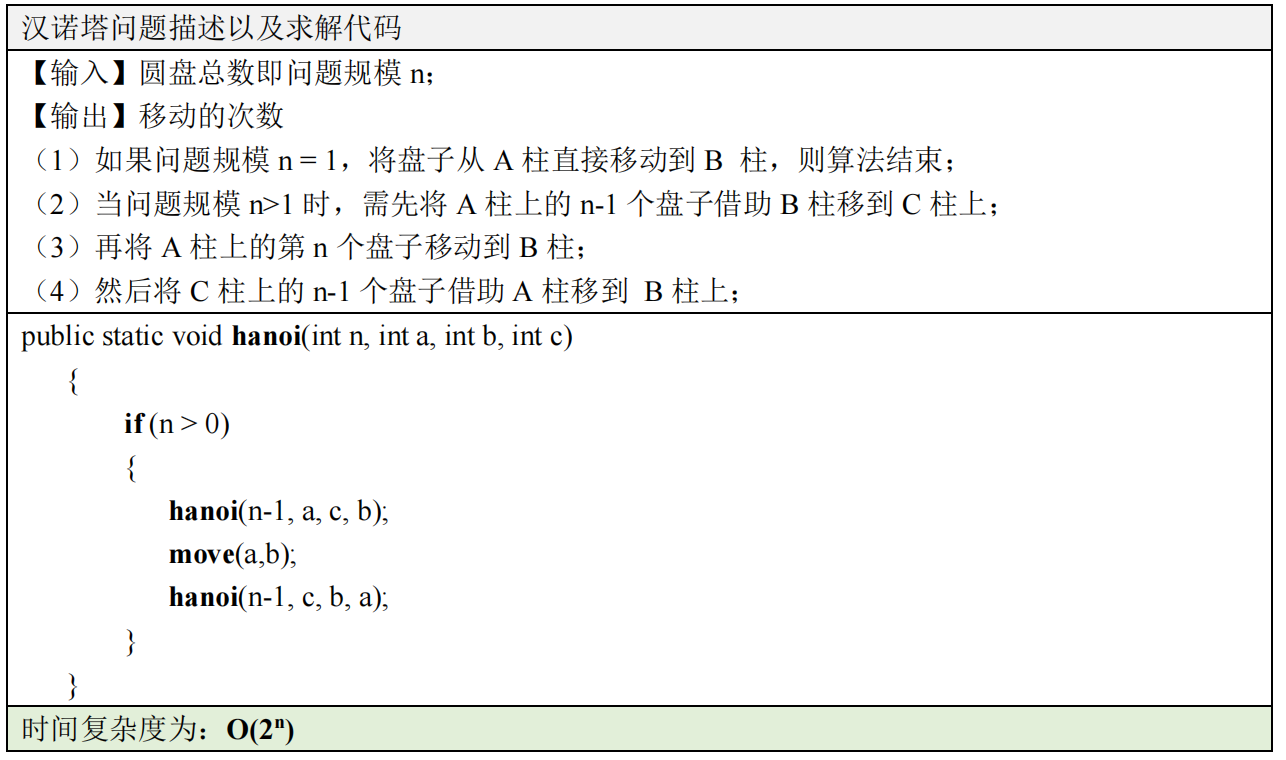 汉诺塔问题描述以及求解代码
【输入】圆盘总数即问题规模 n;
【输出】移动的次数
（1）如果问题规模 n = 1，将盘子从 A 柱直接移动到 B 柱，则算法结束；
（2）当问题规模 n>1 时，需先将 A 柱上的 n-1 个盘子借助 B 柱移到 C 柱上；
（3）再将 A 柱上的第 n 个盘子移动到 B 柱；
（4）然后将 C 柱上的 n-1 个盘子借助 A 柱移到 B 柱上；
public static void hanoi(int n, int a, int b, int c)
{
if (n > 0)
{
hanoi(n-1, a, c, b);
move(a,b);
hanoi(n-1, c, b, a);
}
}
时间复杂度为：O(2ⁿ)